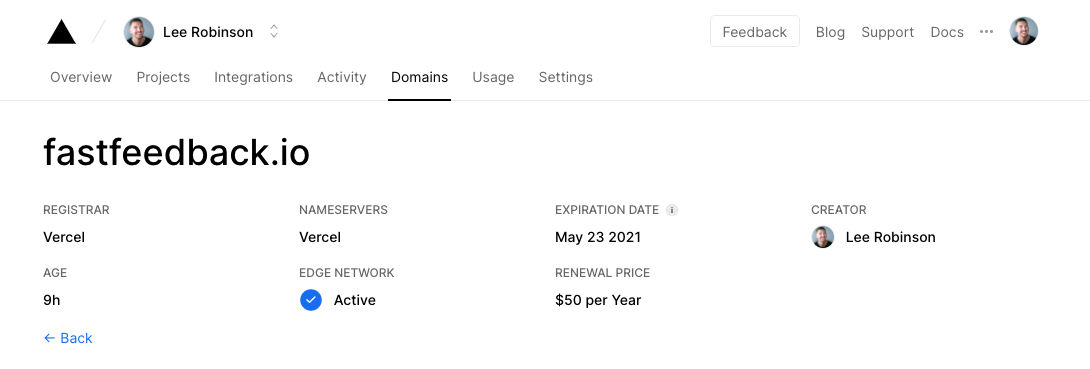 Lee Robinson Feedback Blog Support Docs ···
Overview Projects Integrations Activity Domains Usage Settings
fastfeedback.io
REGISTRAR NAMESERVERS EXPIRATION DATE i CREATOR
Vercel Vercel May 23 2021 Lee Robinson
AGE EDGE NETWORK RENEWAL PRICE
9h Active $50 per Year
← Back